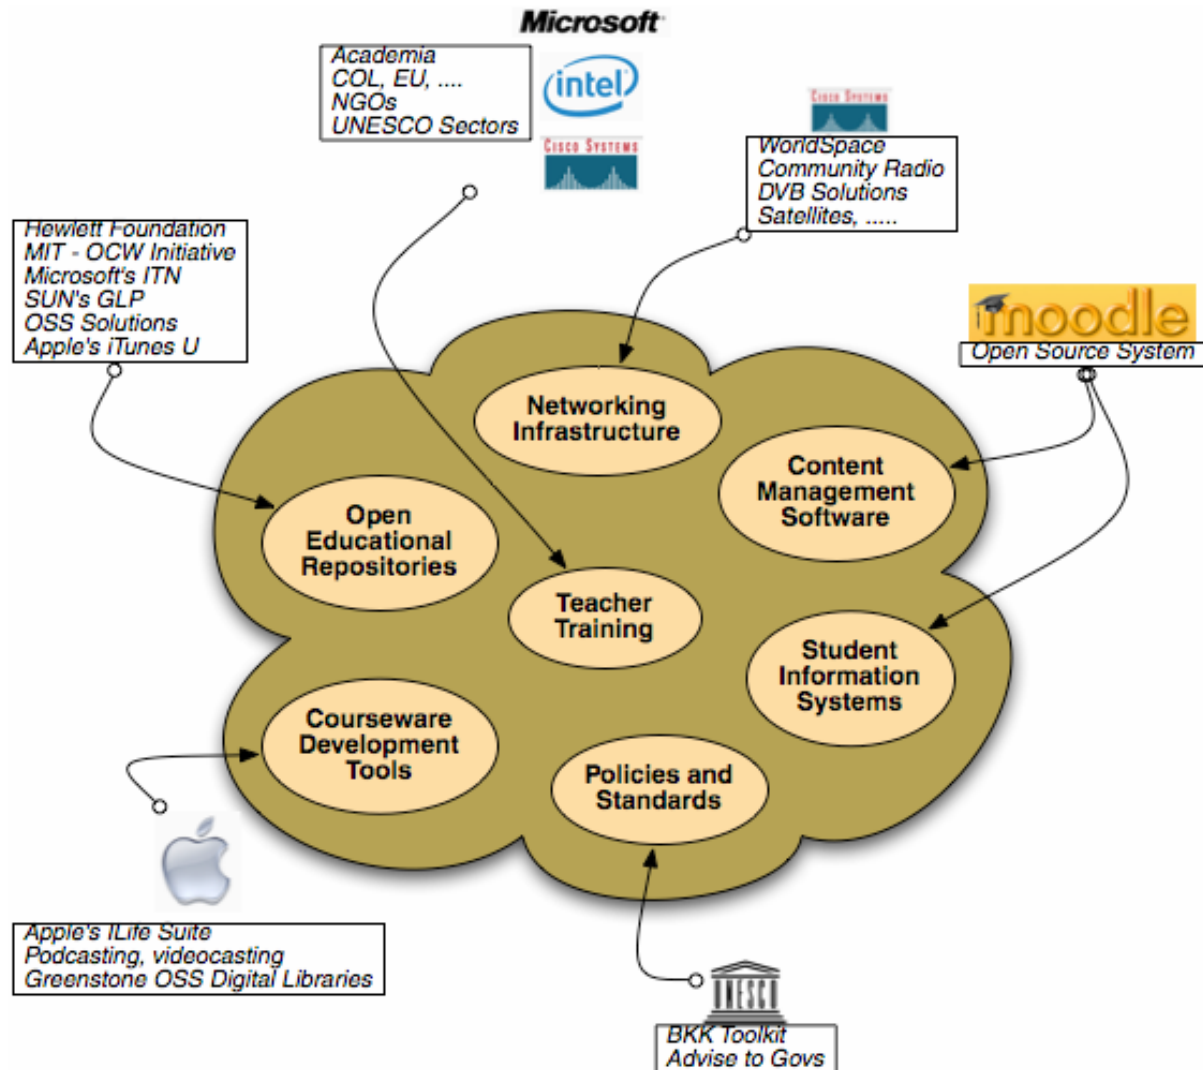 Microsoft
Academia
COL, EU, ....
NGOs
UNESCO Sectors
intel
CISCO SYSTEMS
CISCO SYSTEMS
WorldSpace
Community Radio
DVB Solutions
Satellites, .....
Hewlett Foundation
MIT - OCW Initiative
Microsoft's ITN
SUN's GLP
OSS Solutions
Apple's iTunes U
moodle
Open Source System
Networking
Infrastructure
Content
Management
Software
Open
Educational
Repositories
Teacher
Training
Student
Information
Systems
Courseware
Development
Tools
Policies and
Standards
Apple's ILife Suite
Podcasting, videocasting
Greenstone OSS Digital Libraries
UNESCO
BKK Toolkit
Advise to Govs